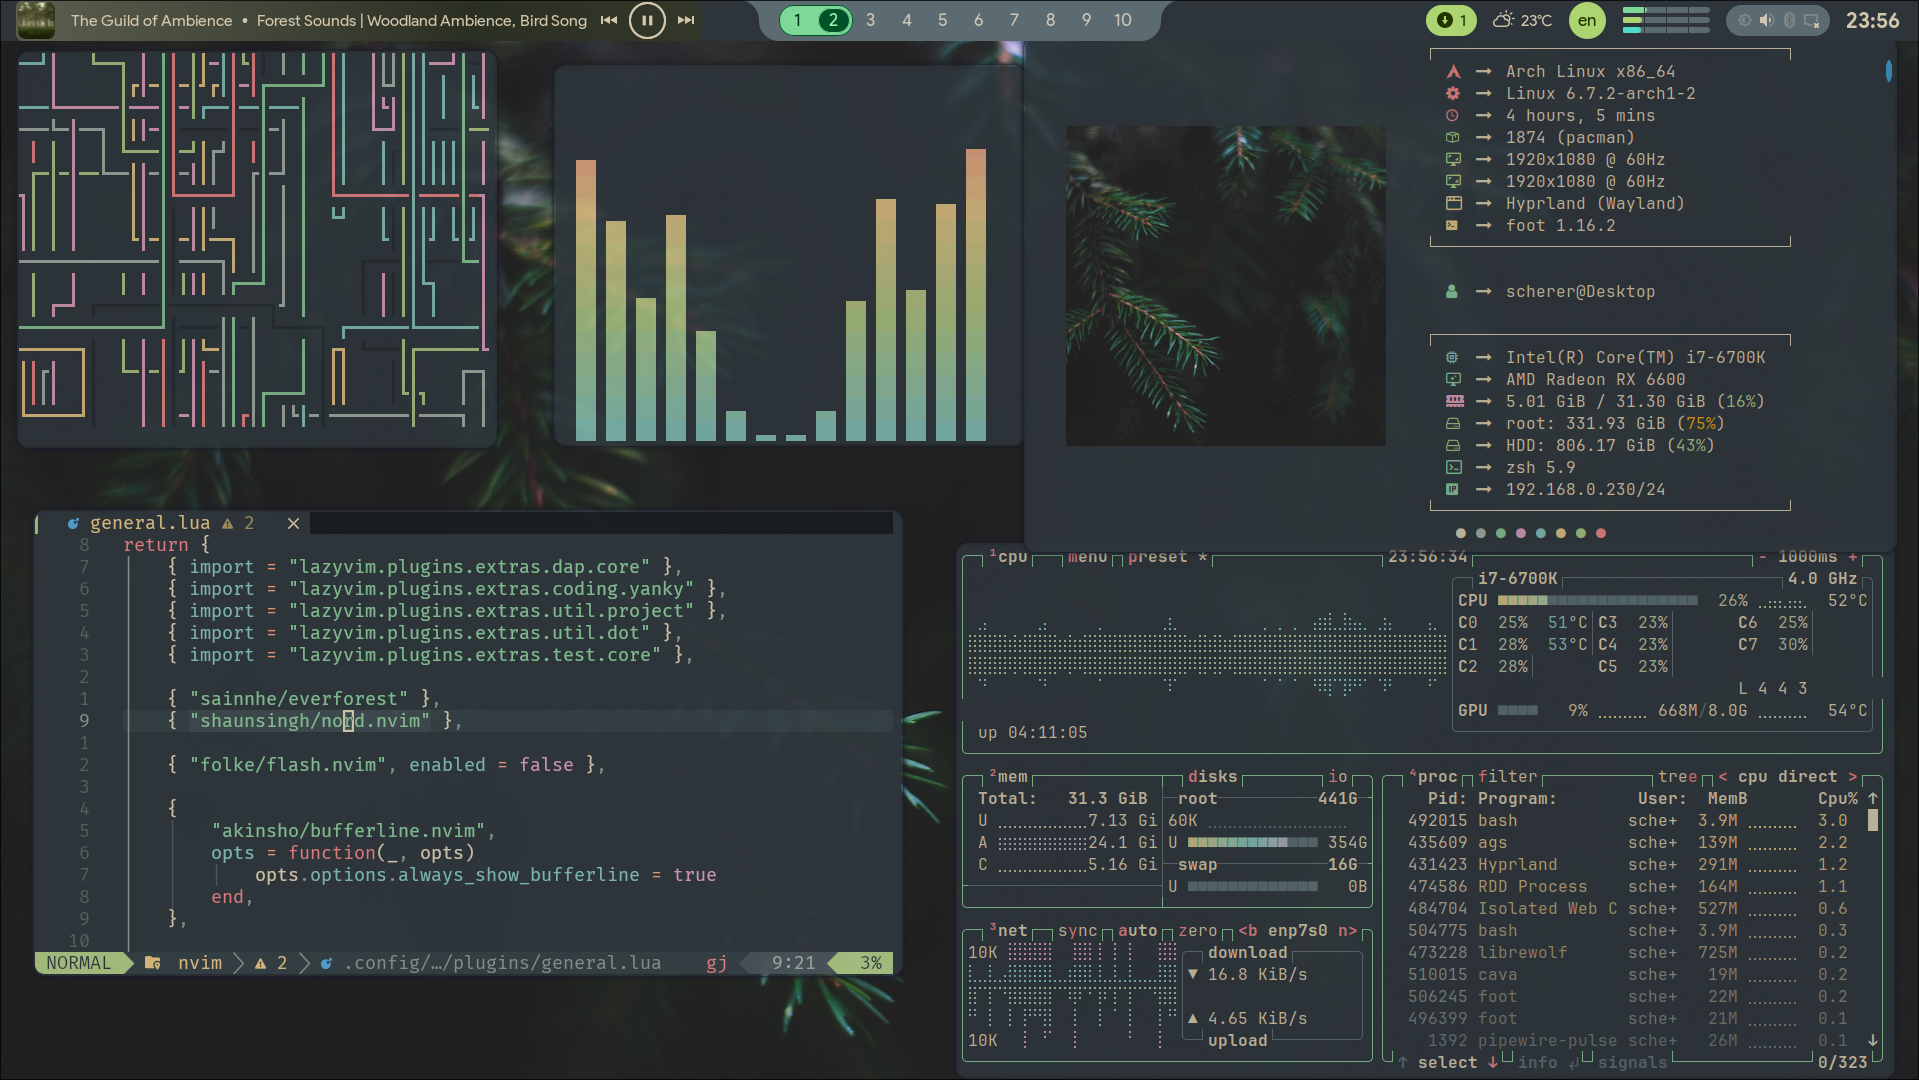 The Guild of Ambience • Forest Sounds | Woodland Ambience, Bird Song
1 2 3 4 5 6 7 8 9 10
1 23°C en 23:56
Arch Linux x86_64
Linux 6.7.2-arch1-2
4 hours, 5 mins
1874 (pacman)
1920x1080 @ 60Hz
1920x1080 @ 60Hz
Hyprland (Wayland)
foot 1.16.2
scherer@Desktop
Intel(R) Core(TM) i7-6700K
AMD Radeon RX 6600
5.01 GiB / 31.30 GiB (16%)
root: 331.93 GiB (75%)
HDD: 806.17 GiB (43%)
zsh 5.9
IP 192.168.0.230/24
general.lua 2 ×
8 return {
7 { import = "lazyvim.plugins.extras.dap.core" },
6 { import = "lazyvim.plugins.extras.coding.yanky" },
5 { import = "lazyvim.plugins.extras.util.project" },
4 { import = "lazyvim.plugins.extras.util.dot" },
3 { import = "lazyvim.plugins.extras.test.core" },
2
1 { "sainnhe/everforest" },
9 { "shaunsingh/nord.nvim" },
1
2 { "folke/flash.nvim", enabled = false },
3
4 {
5 "akinsho/bufferline.nvim",
6 opts = function(_, opts)
7 opts.options.always_show_bufferline = true
8 end,
9 },
10
NORMAL nvim 2 .config/…/plugins/general.lua gj 9:21 3%
¹cpu menu preset * 23:56:34 - 1000ms +
i7-6700K 4.0 GHz
CPU 26% 52°C
C0 25% 51°C C3 23% C6 25%
C1 28% 53°C C4 23% C7 30%
C2 28% C5 23%
L 4 4 3
GPU 9% 668M/8.0G 54°C
up 04:11:05
²mem disks io
Total: 31.3 GiB root 441G
U 7.13 Gi 60K
A 24.1 Gi U 354G
C 5.16 Gi swap 16G
U 0B
³net sync auto zero <b enp7s0 n>
10K download
▼ 16.8 KiB/s
▲ 4.65 KiB/s
10K upload
⁴proc filter tree < cpu direct >
Pid: Program: User: MemB Cpu% ↑
492015 bash sche+ 3.9M 3.0
435609 ags sche+ 139M 2.2
431423 Hyprland sche+ 291M 1.2
474586 RDD Process sche+ 164M 1.1
484704 Isolated Web C sche+ 527M 0.6
504775 bash sche+ 3.9M 0.3
473228 librewolf sche+ 725M 0.2
510015 cava sche+ 19M 0.2
506245 foot sche+ 22M 0.2
496399 foot sche+ 21M 0.1
1392 pipewire-pulse sche+ 26M 0.1 ↓
↑ select ↓ info ↲ signals 0/323